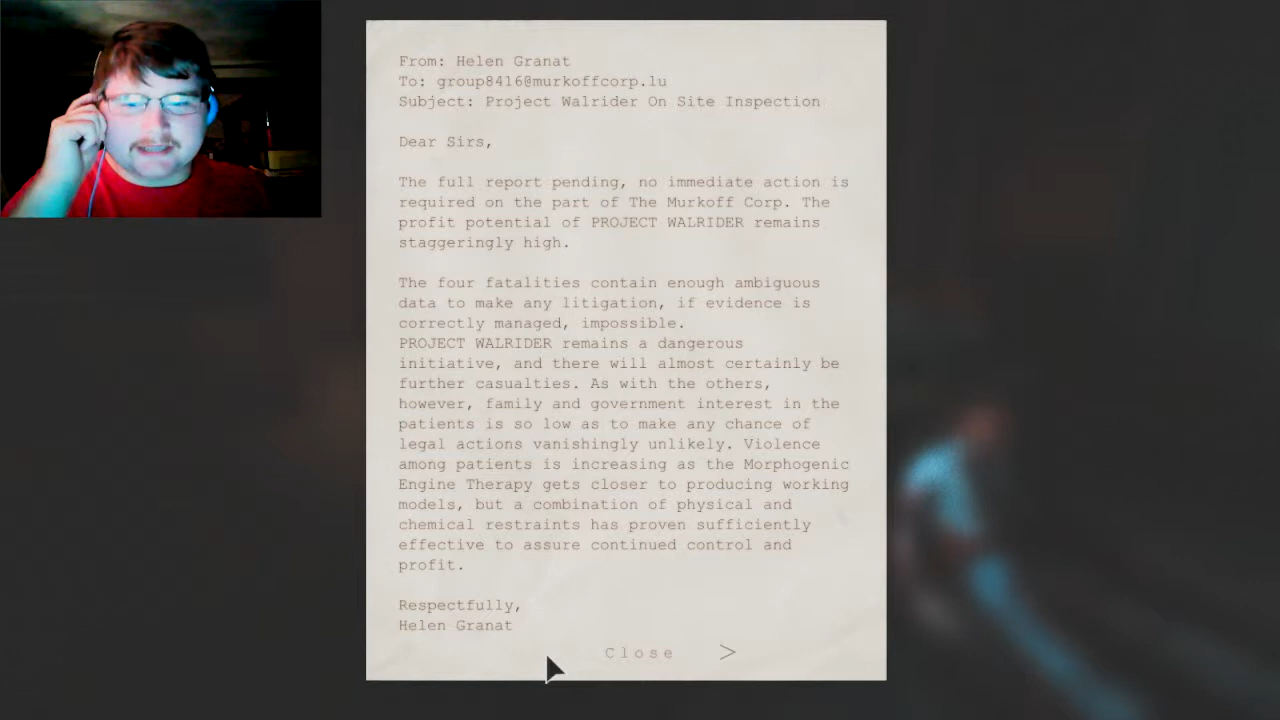 From: Helen Granat
To: group8416@murkoffcorp.lu
Subject: Project Walrider On Site Inspection
Dear Sirs,
The full report pending, no immediate action is
required on the part of The Murkoff Corp. The
profit potential of PROJECT WALRIDER remains
staggeringly high.
The four fatalities contain enough ambiguous
data to make any litigation, if evidence is
correctly managed, impossible.
PROJECT WALRIDER remains a dangerous
initiative, and there will almost certainly be
further casualties. As with the others,
however, family and government interest in the
patients is so low as to make any chance of
legal actions vanishingly unlikely. Violence
among patients is increasing as the Morphogenic
Engine Therapy gets closer to producing working
models, but a combination of physical and
chemical restraints has proven sufficiently
effective to assure continued control and
profit.
Respectfully,
Helen Granat
Close >